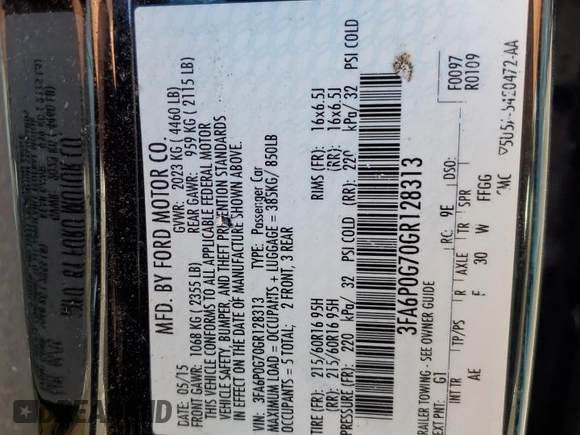 MFD. BY FORD MOTOR CO.
DATE: 05/15 GVWR: 2023 KG ( 4460 LB)
FRONT GAWR: 1068 KG ( 2355 LB) REAR GAWR: 959 KG ( 2115 LB)
THIS VEHICLE CONFORMS TO ALL APPLICABLE FEDERAL MOTOR
VEHICLE SAFETY, BUMPER, AND THEFT PREVENTION STANDARDS
IN EFFECT ON THE DATE OF MANUFACTURE SHOWN ABOVE.
VIN: 3FA6P0G70GR128313 TYPE: Passenger Car
MAXIMUM LOAD = OCCUPANTS + LUGGAGE = 385KG/ 850LB
OCCUPANTS = 5 TOTAL: 2 FRONT, 3 REAR
TIRE (FR): 215/60R16 95H RIMS (FR): 16x6.5J
(RR): 215/60R16 95H (RR): 16x6.5J
PRESSURE (FR): 220 kPa/ 32 PSI COLD (RR): 220 kPa/ 32 PSI COLD
3FA6P0G70GR128313
F0097
R0109
TRAILER TOWING - SEE OWNER GUIDE
EXT PNT: G1 RC: 9E DSO:
INT TR TP/PS R AXLE TR SPR
AE F 30 W FFGG
AUTO BID MASTER